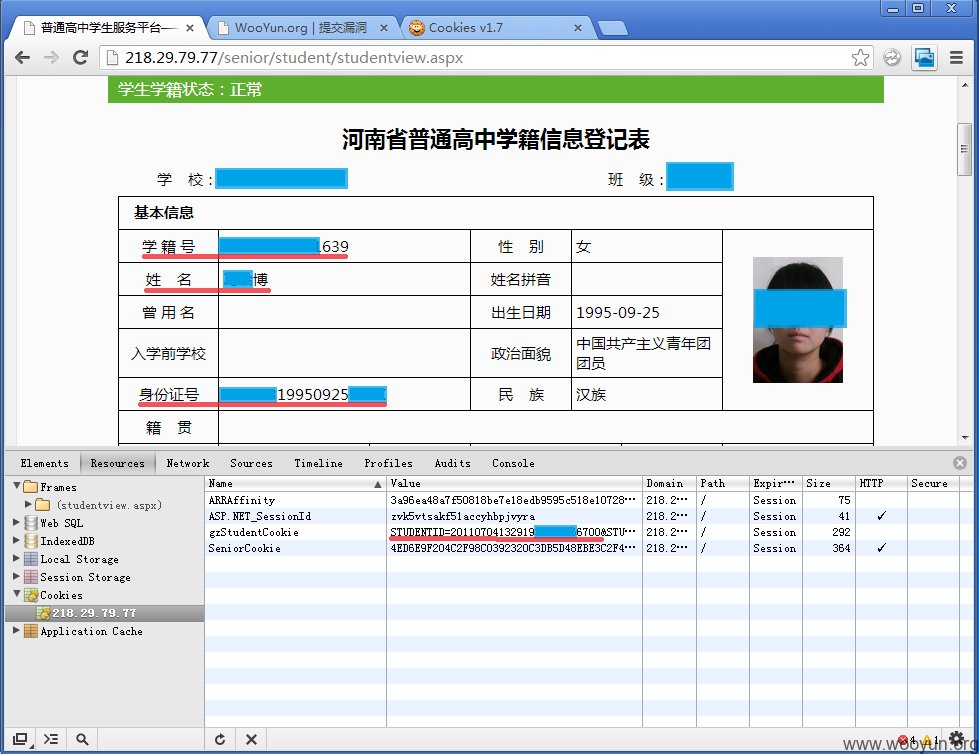 普通高中学生服务平台—
WooYun.org | 提交漏洞
Cookies v1.7
218.29.79.77/senior/student/studentview.aspx
学生学籍状态：正常
河南省普通高中学籍信息登记表
学 校： 班 级：
基本信息
学 籍 号 1639 性 别 女
姓 名 博 姓名拼音
曾 用 名 出生日期 1995-09-25
入学前学校 政治面貌 中国共产主义青年团
团员
身份证号 19950925 民 族 汉族
籍 贯
Elements Resources Network Sources Timeline Profiles Audits Console
Frames
(studentview.aspx)
Web SQL
IndexedDB
Local Storage
Session Storage
Cookies
218.29.79.77
Application Cache
Name Value Domain Path Expir… Size HTTP Secure
ARRAffinity 3a96ea48a7f50818be7e18edb9595c518e10728… 218.2… / Session 75
ASP.NET_SessionId zvk5vtsakf51accyhbpjvyra 218.2… / Session 41 ✓
gzStudentCookie STUDENTID=20110704132919 6700&STU… 218.2… / Session 292
SeniorCookie 4ED6E9F204C2F98C0392320C3DB5D48EBE3C2F4… 218.2… / Session 364 ✓
4 1
www.wooyun.org